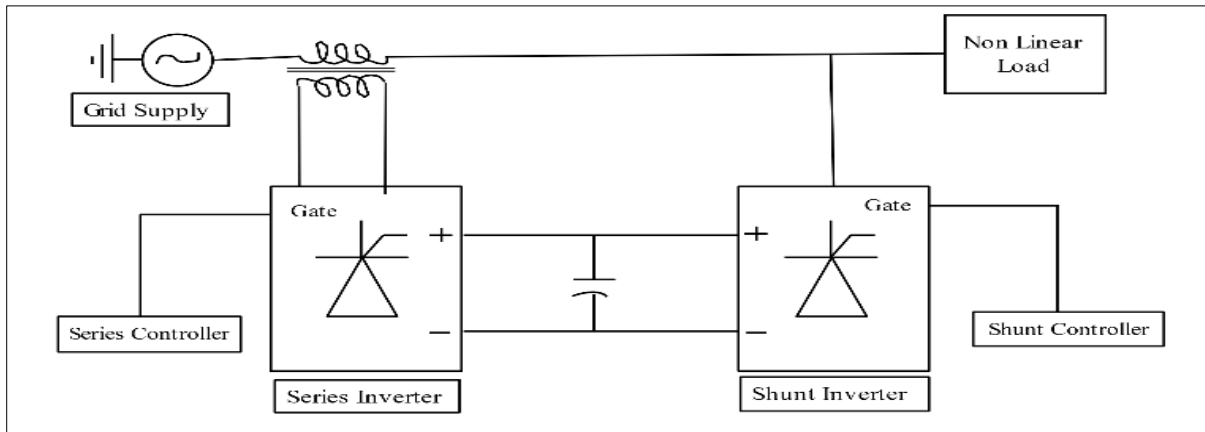 Non Linear
Load
Grid Supply
Gate
Gate
+
+
Series Controller
−
−
Shunt Controller
Series Inverter
Shunt Inverter